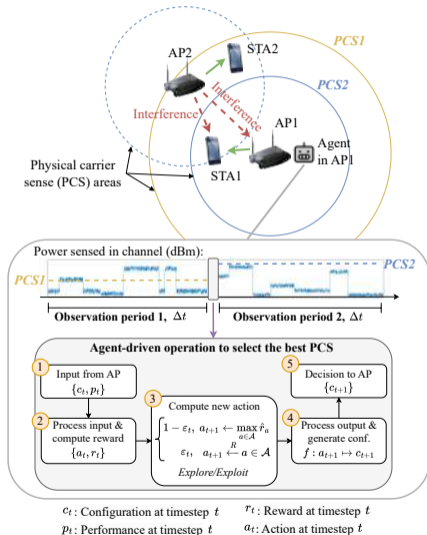 AP2
STA2
PCS1
PCS2
Interference
Interference
AP1
Agent
in AP1
STA1
Physical carrier
sense (PCS) areas
Power sensed in channel (dBm):
PCS1
PCS2
Observation period 1, Δt
Observation period 2, Δt
Agent-driven operation to select the best PCS
1
Input from AP
{c_t, p_t}
2
Process input &
compute reward
{a_t, r_t}
3
Compute new action
1 − ε_t, a_{t+1} ← max r̂_a
a∈𝒜
ε_t, a_{t+1} ←^R a ∈ 𝒜
Explore/Exploit
5
Decision to AP
{c_{t+1}}
4
Process output &
generate conf.
f : a_{t+1} ↦ c_{t+1}
c_t : Configuration at timestep t
r_t : Reward at timestep t
p_t : Performance at timestep t
a_t : Action at timestep t